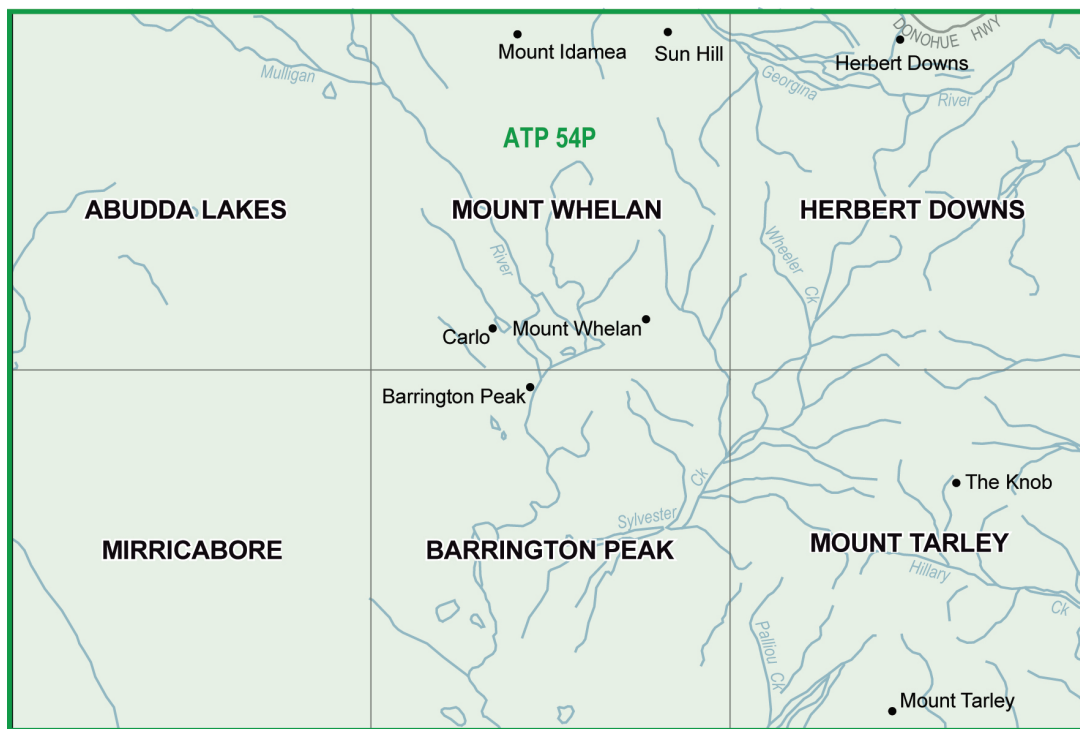 DONOHUE HWY
Mount Idamea
Sun Hill
Herbert Downs
Mulligan
Georgina
River
ATP 54P
ABUDDA LAKES
MOUNT WHELAN
HERBERT DOWNS
River
Wheeler
Ck
Carlo
Mount Whelan
Barrington Peak
Ck
The Knob
Sylvester
MIRRICABORE
BARRINGTON PEAK
MOUNT TARLEY
Hillary
Ck
Palliou Ck
Mount Tarley